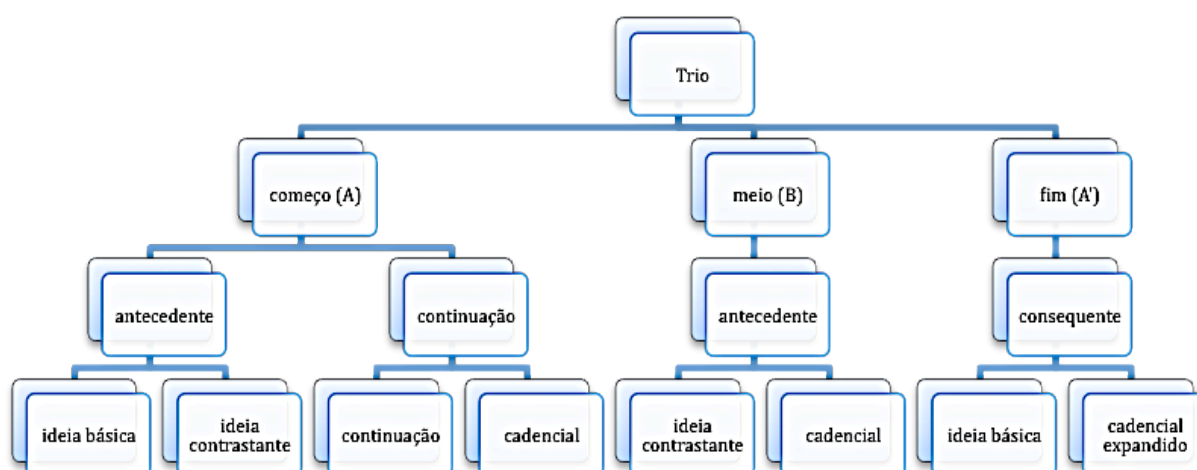 Trio
começo (A)
meio (B)
fim (A')
antecedente
continuação
antecedente
consequente
ideia básica
ideia
contrastante
continuação
cadencial
ideia
contrastante
cadencial
ideia básica
cadencial
expandido